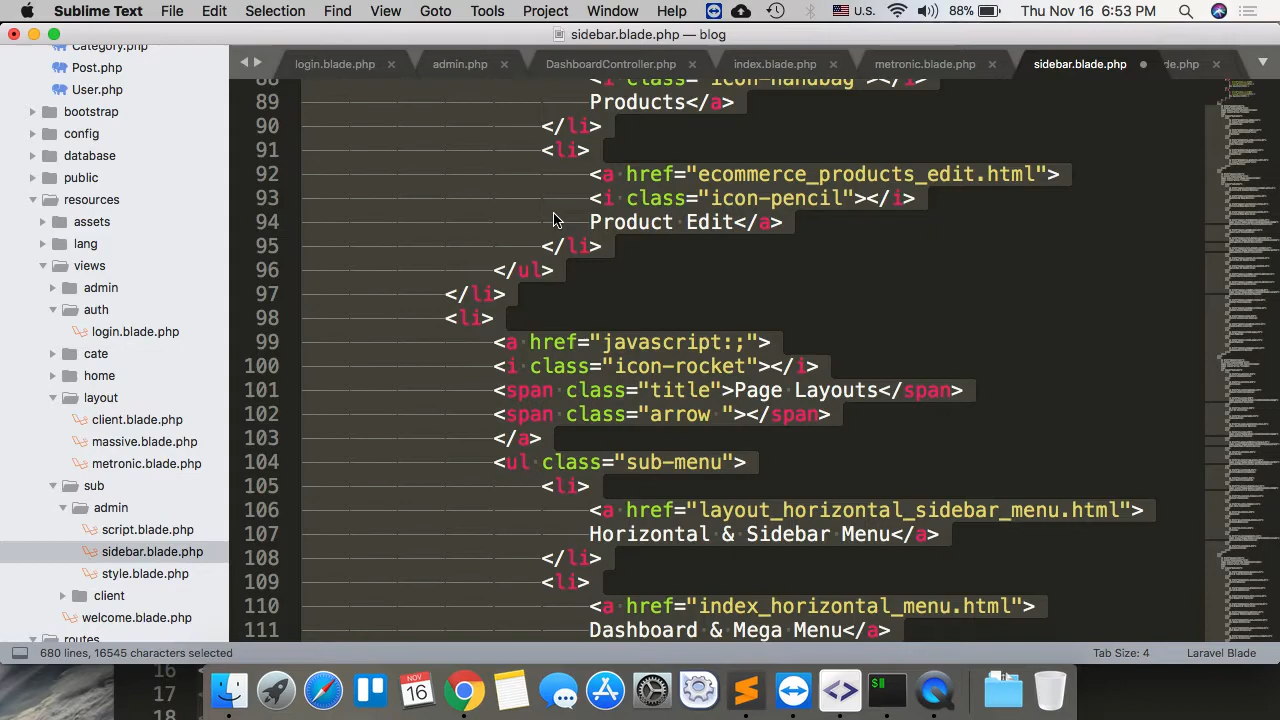 Sublime Text File Edit Selection Find View Goto Tools Project Window Help U.S. 88% Thu Nov 16 6:53 PM
sidebar.blade.php — blog
login.blade.php admin.php DashboardController.php index.blade.php metronic.blade.php sidebar.blade.php de.php
Category.php
Post.php
User.php
bootstrap
config
database
public
resources
assets
lang
views
admin
auth
login.blade.php
cate
home
layout
client.blade.php
massive.blade.php
metronic.blade.php
sub
admin
script.blade.php
sidebar.blade.php
style.blade.php
client
welcome.blade.php
routes
88 <i class="icon-handbag"></i>
89 Products</a>
90 </li>
91 <li>
92 <a href="ecommerce_products_edit.html">
93 <i class="icon-pencil"></i>
94 Product Edit</a>
95 </li>
96 </ul>
97 </li>
98 <li>
99 <a href="javascript:;">
100 <i class="icon-rocket"></i>
101 <span class="title">Page Layouts</span>
102 <span class="arrow "></span>
103 </a>
104 <ul class="sub-menu">
105 <li>
106 <a href="layout_horizontal_sidebar_menu.html">
107 Horizontal & Sidebar Menu</a>
108 </li>
109 <li>
110 <a href="index_horizontal_menu.html">
111 Dashboard & Mega Menu</a>
680 lines, 16545 characters selected Tab Size: 4 Laravel Blade
16
17
18
NOV
16